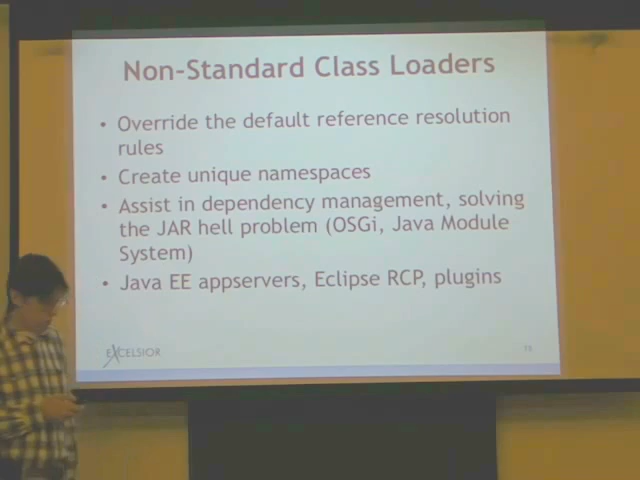 Non-Standard Class Loaders
• Override the default reference resolution
rules
• Create unique namespaces
• Assist in dependency management, solving
the JAR hell problem (OSGi, Java Module
System)
• Java EE appservers, Eclipse RCP, plugins
EXCELSIOR